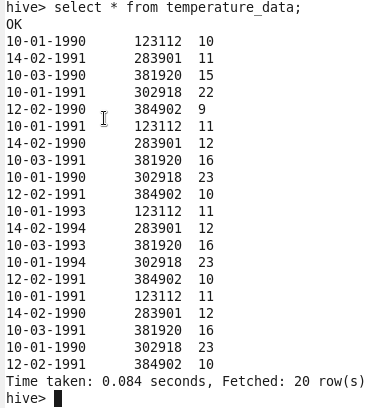 hive> select * from temperature_data;
OK
10-01-1990 123112 10
14-02-1991 283901 11
10-03-1990 381920 15
10-01-1991 302918 22
12-02-1990 384902 9
10-01-1991 123112 11
14-02-1990 283901 12
10-03-1991 381920 16
10-01-1990 302918 23
12-02-1991 384902 10
10-01-1993 123112 11
14-02-1994 283901 12
10-03-1993 381920 16
10-01-1994 302918 23
12-02-1991 384902 10
10-01-1991 123112 11
14-02-1990 283901 12
10-03-1991 381920 16
10-01-1990 302918 23
12-02-1991 384902 10
Time taken: 0.084 seconds, Fetched: 20 row(s)
hive>